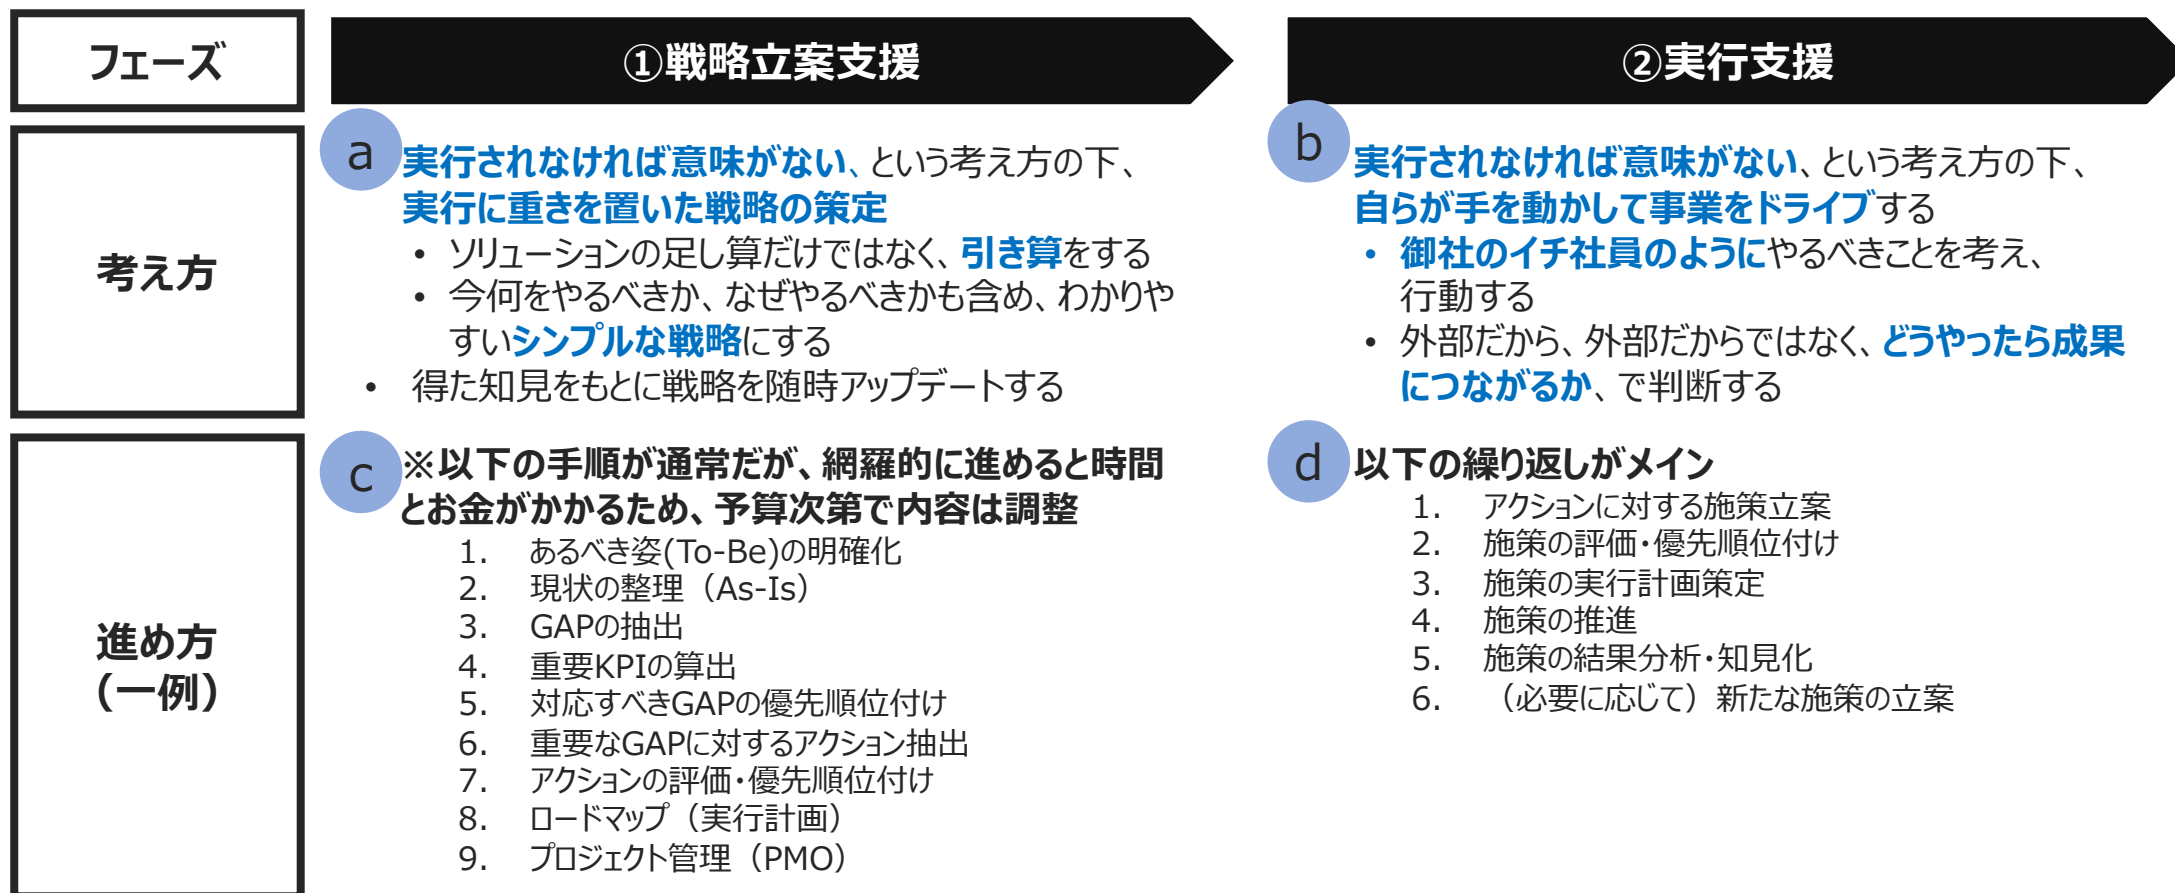 フェーズ
①戦略立案支援
②実行支援
考え方
a
実行されなければ意味がない、という考え方の下、
実行に重きを置いた戦略の策定
• ソリューションの足し算だけではなく、引き算をする
• 今何をやるべきか、なぜやるべきかも含め、わかりや
すいシンプルな戦略にする
• 得た知見をもとに戦略を随時アップデートする
b
実行されなければ意味がない、という考え方の下、
自らが手を動かして事業をドライブする
• 御社のイチ社員のようにやるべきことを考え、
行動する
• 外部だから、外部だからではなく、どうやったら成果
につながるか、で判断する
進め方
（一例）
c
※以下の手順が通常だが、網羅的に進めると時間
とお金がかかるため、予算次第で内容は調整
1. あるべき姿(To-Be)の明確化
2. 現状の整理（As-Is）
3. GAPの抽出
4. 重要KPIの算出
5. 対応すべきGAPの優先順位付け
6. 重要なGAPに対するアクション抽出
7. アクションの評価・優先順位付け
8. ロードマップ（実行計画）
9. プロジェクト管理（PMO）
d
以下の繰り返しがメイン
1. アクションに対する施策立案
2. 施策の評価・優先順位付け
3. 施策の実行計画策定
4. 施策の推進
5. 施策の結果分析・知見化
6. （必要に応じて）新たな施策の立案